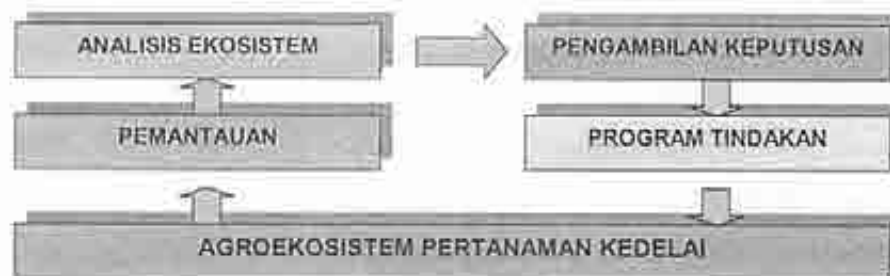 ANALISIS EKOSISTEM
PENGAMBILAN KEPUTUSAN
PEMANTAUAN
PROGRAM TINDAKAN
AGROEKOSISTEM PERTANAMAN KEDELAI